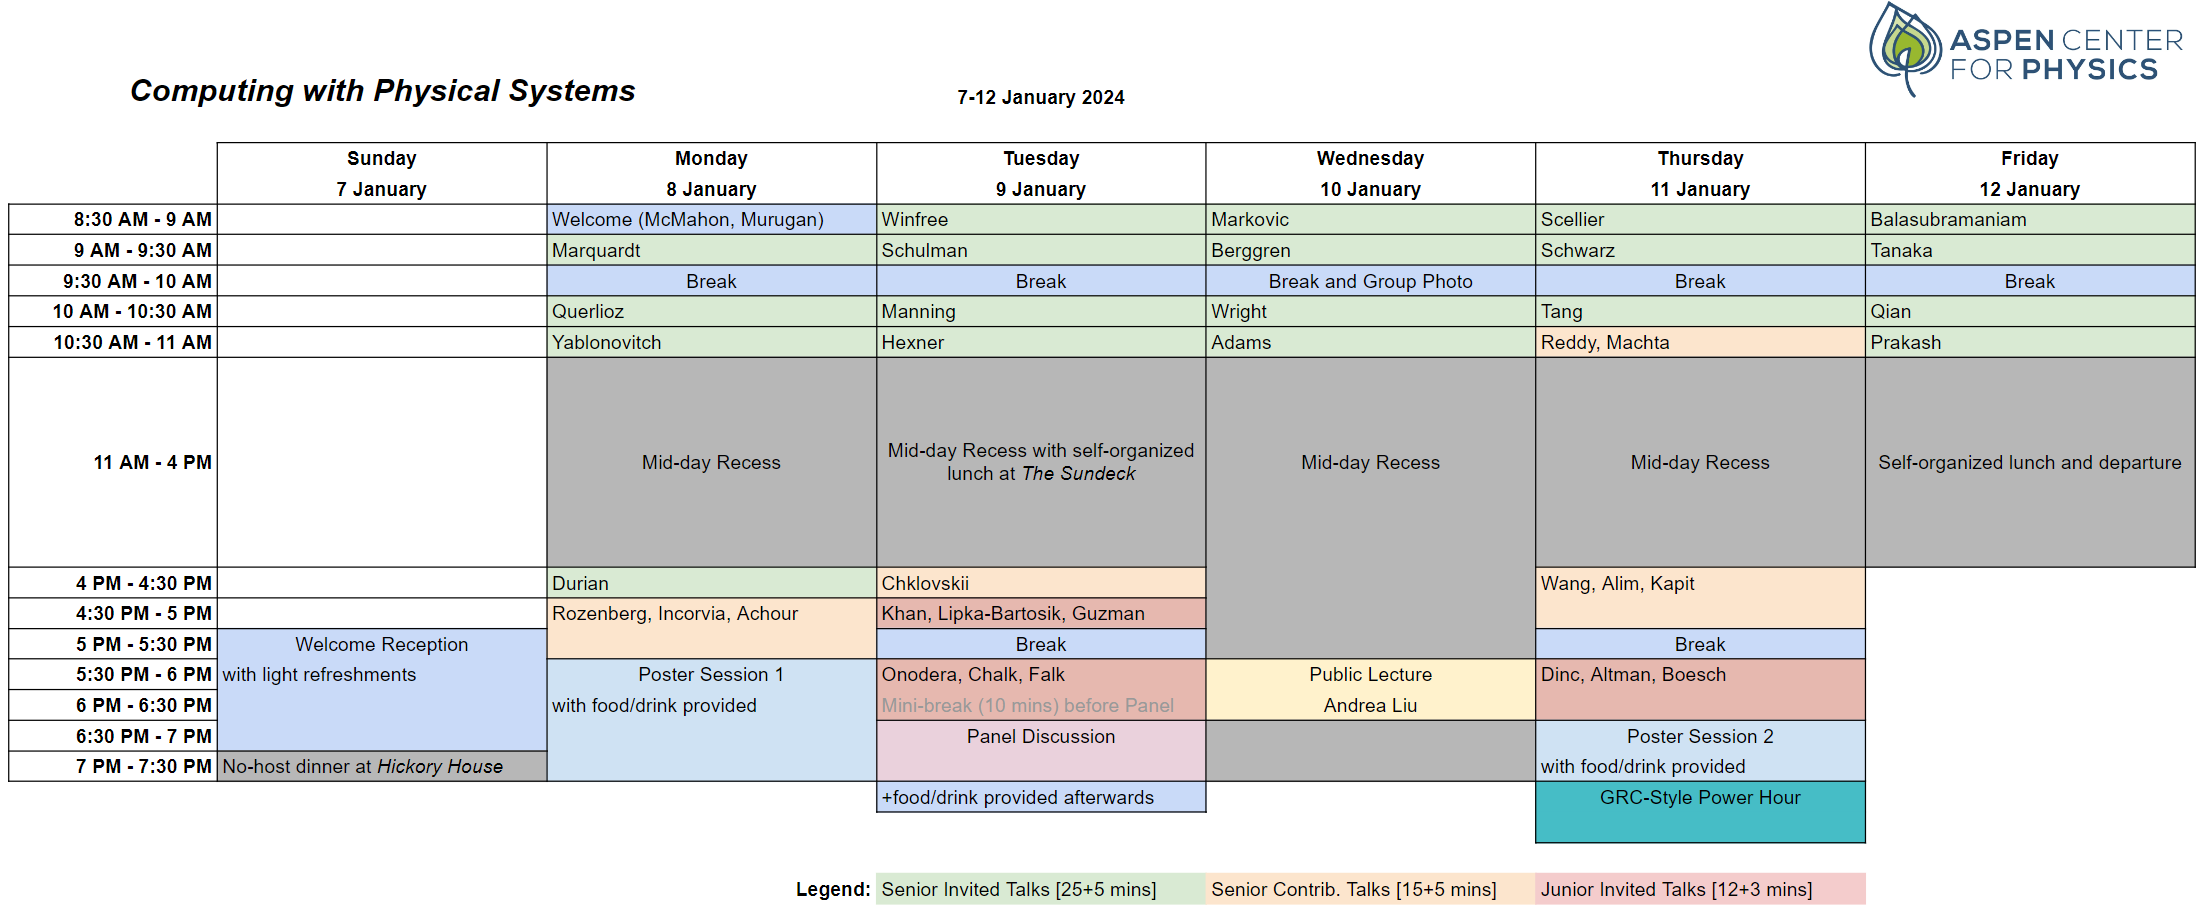 ASPEN CENTER
FOR PHYSICS
Computing with Physical Systems
7-12 January 2024
Sunday Monday Tuesday Wednesday Thursday Friday
7 January 8 January 9 January 10 January 11 January 12 January
8:30 AM - 9 AM Welcome (McMahon, Murugan) Winfree Markovic Scellier Balasubramaniam
9 AM - 9:30 AM Marquardt Schulman Berggren Schwarz Tanaka
9:30 AM - 10 AM Break Break Break and Group Photo Break Break
10 AM - 10:30 AM Querlioz Manning Wright Tang Qian
10:30 AM - 11 AM Yablonovitch Hexner Adams Reddy, Machta Prakash
11 AM - 4 PM Mid-day Recess Mid-day Recess with self-organized
lunch at The Sundeck Mid-day Recess Mid-day Recess Self-organized lunch and departure
4 PM - 4:30 PM Durian Chklovskii Wang, Alim, Kapit
4:30 PM - 5 PM Rozenberg, Incorvia, Achour Khan, Lipka-Bartosik, Guzman
5 PM - 5:30 PM Welcome Reception Break Break
5:30 PM - 6 PM with light refreshments Poster Session 1 Onodera, Chalk, Falk Public Lecture Dinc, Altman, Boesch
6 PM - 6:30 PM with food/drink provided Mini-break (10 mins) before Panel Andrea Liu
6:30 PM - 7 PM Panel Discussion Poster Session 2
7 PM - 7:30 PM No-host dinner at Hickory House with food/drink provided
+food/drink provided afterwards GRC-Style Power Hour
Legend: Senior Invited Talks [25+5 mins] Senior Contrib. Talks [15+5 mins] Junior Invited Talks [12+3 mins]